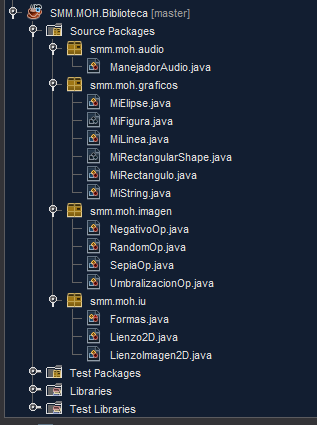 SMM.MOH.Biblioteca [master]
Source Packages
smm.moh.audio
ManejadorAudio.java
smm.moh.graficos
MiElipse.java
MiFigura.java
MiLinea.java
MiRectangularShape.java
MiRectangulo.java
MiString.java
smm.moh.imagen
NegativoOp.java
RandomOp.java
SepiaOp.java
UmbralizacionOp.java
smm.moh.iu
Formas.java
Lienzo2D.java
LienzoImagen2D.java
Test Packages
Libraries
Test Libraries